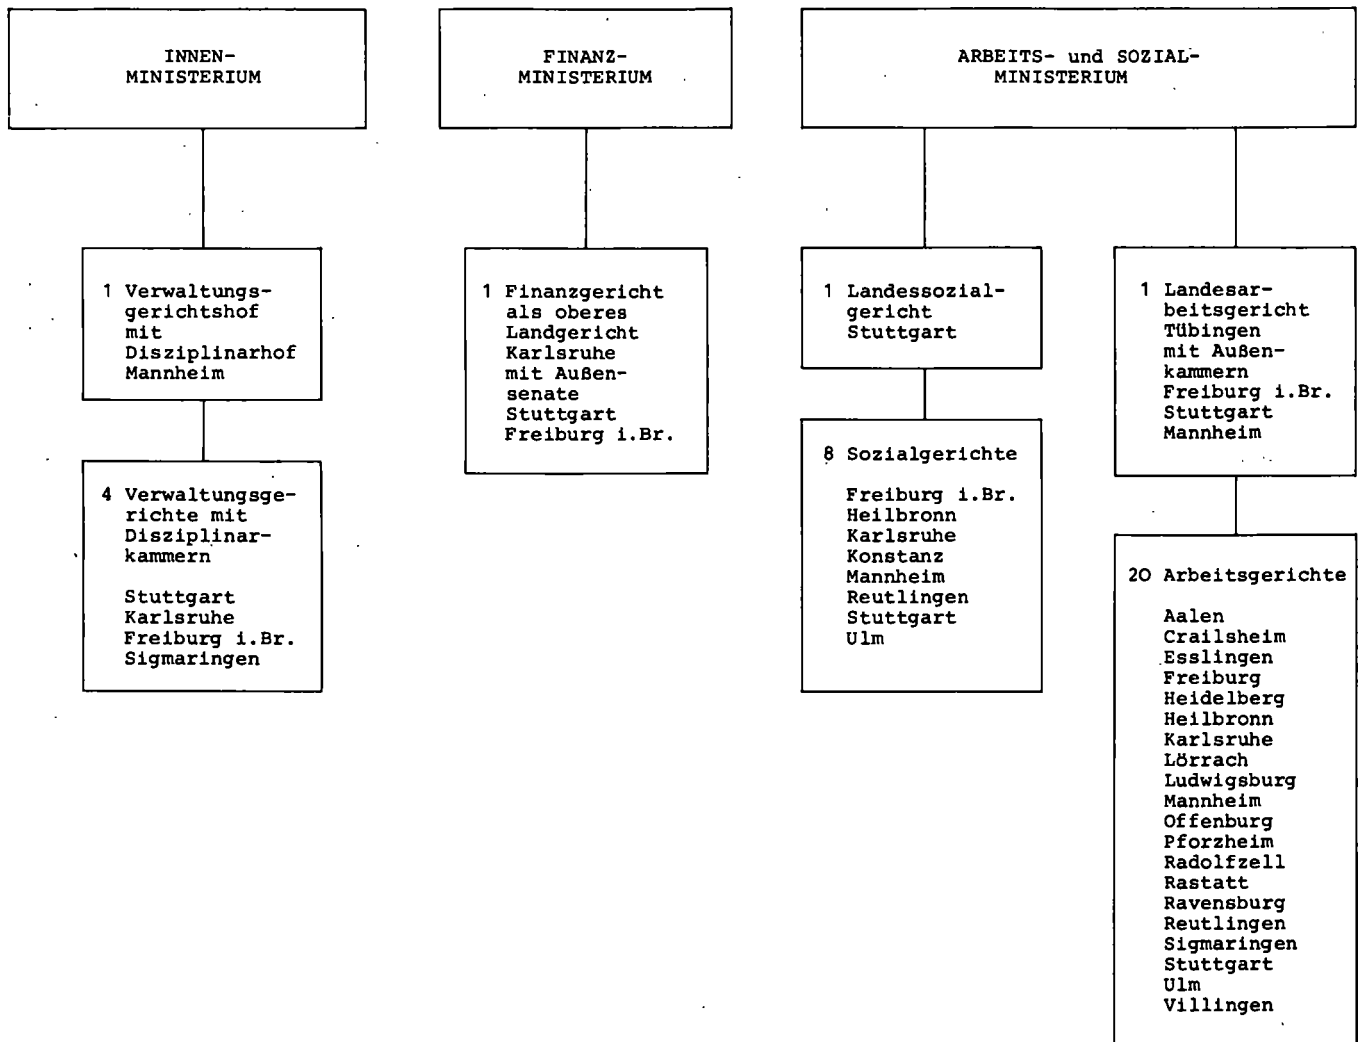 INNEN-
MINISTERIUM
FINANZ-
MINISTERIUM
ARBEITS- und SOZIAL-
MINISTERIUM
1 Verwaltungs-
gerichtshof
mit
Disziplinarhof
Mannheim
4 Verwaltungsge-
richte mit
Disziplinar-
kammern
Stuttgart
Karlsruhe
Freiburg i.Br.
Sigmaringen
1 Finanzgericht
als oberes
Landgericht
Karlsruhe
mit Außen-
senate
Stuttgart
Freiburg i.Br.
1 Landessozial-
gericht
Stuttgart
8 Sozialgerichte
Freiburg i.Br.
Heilbronn
Karlsruhe
Konstanz
Mannheim
Reutlingen
Stuttgart
Ulm
1 Landesar-
beitsgericht
Tübingen
mit Außen-
kammern
Freiburg i.Br.
Stuttgart
Mannheim
20 Arbeitsgerichte
Aalen
Crailsheim
Esslingen
Freiburg
Heidelberg
Heilbronn
Karlsruhe
Lörrach
Ludwigsburg
Mannheim
Offenburg
Pforzheim
Radolfzell
Rastatt
Ravensburg
Reutlingen
Sigmaringen
Stuttgart
Ulm
Villingen